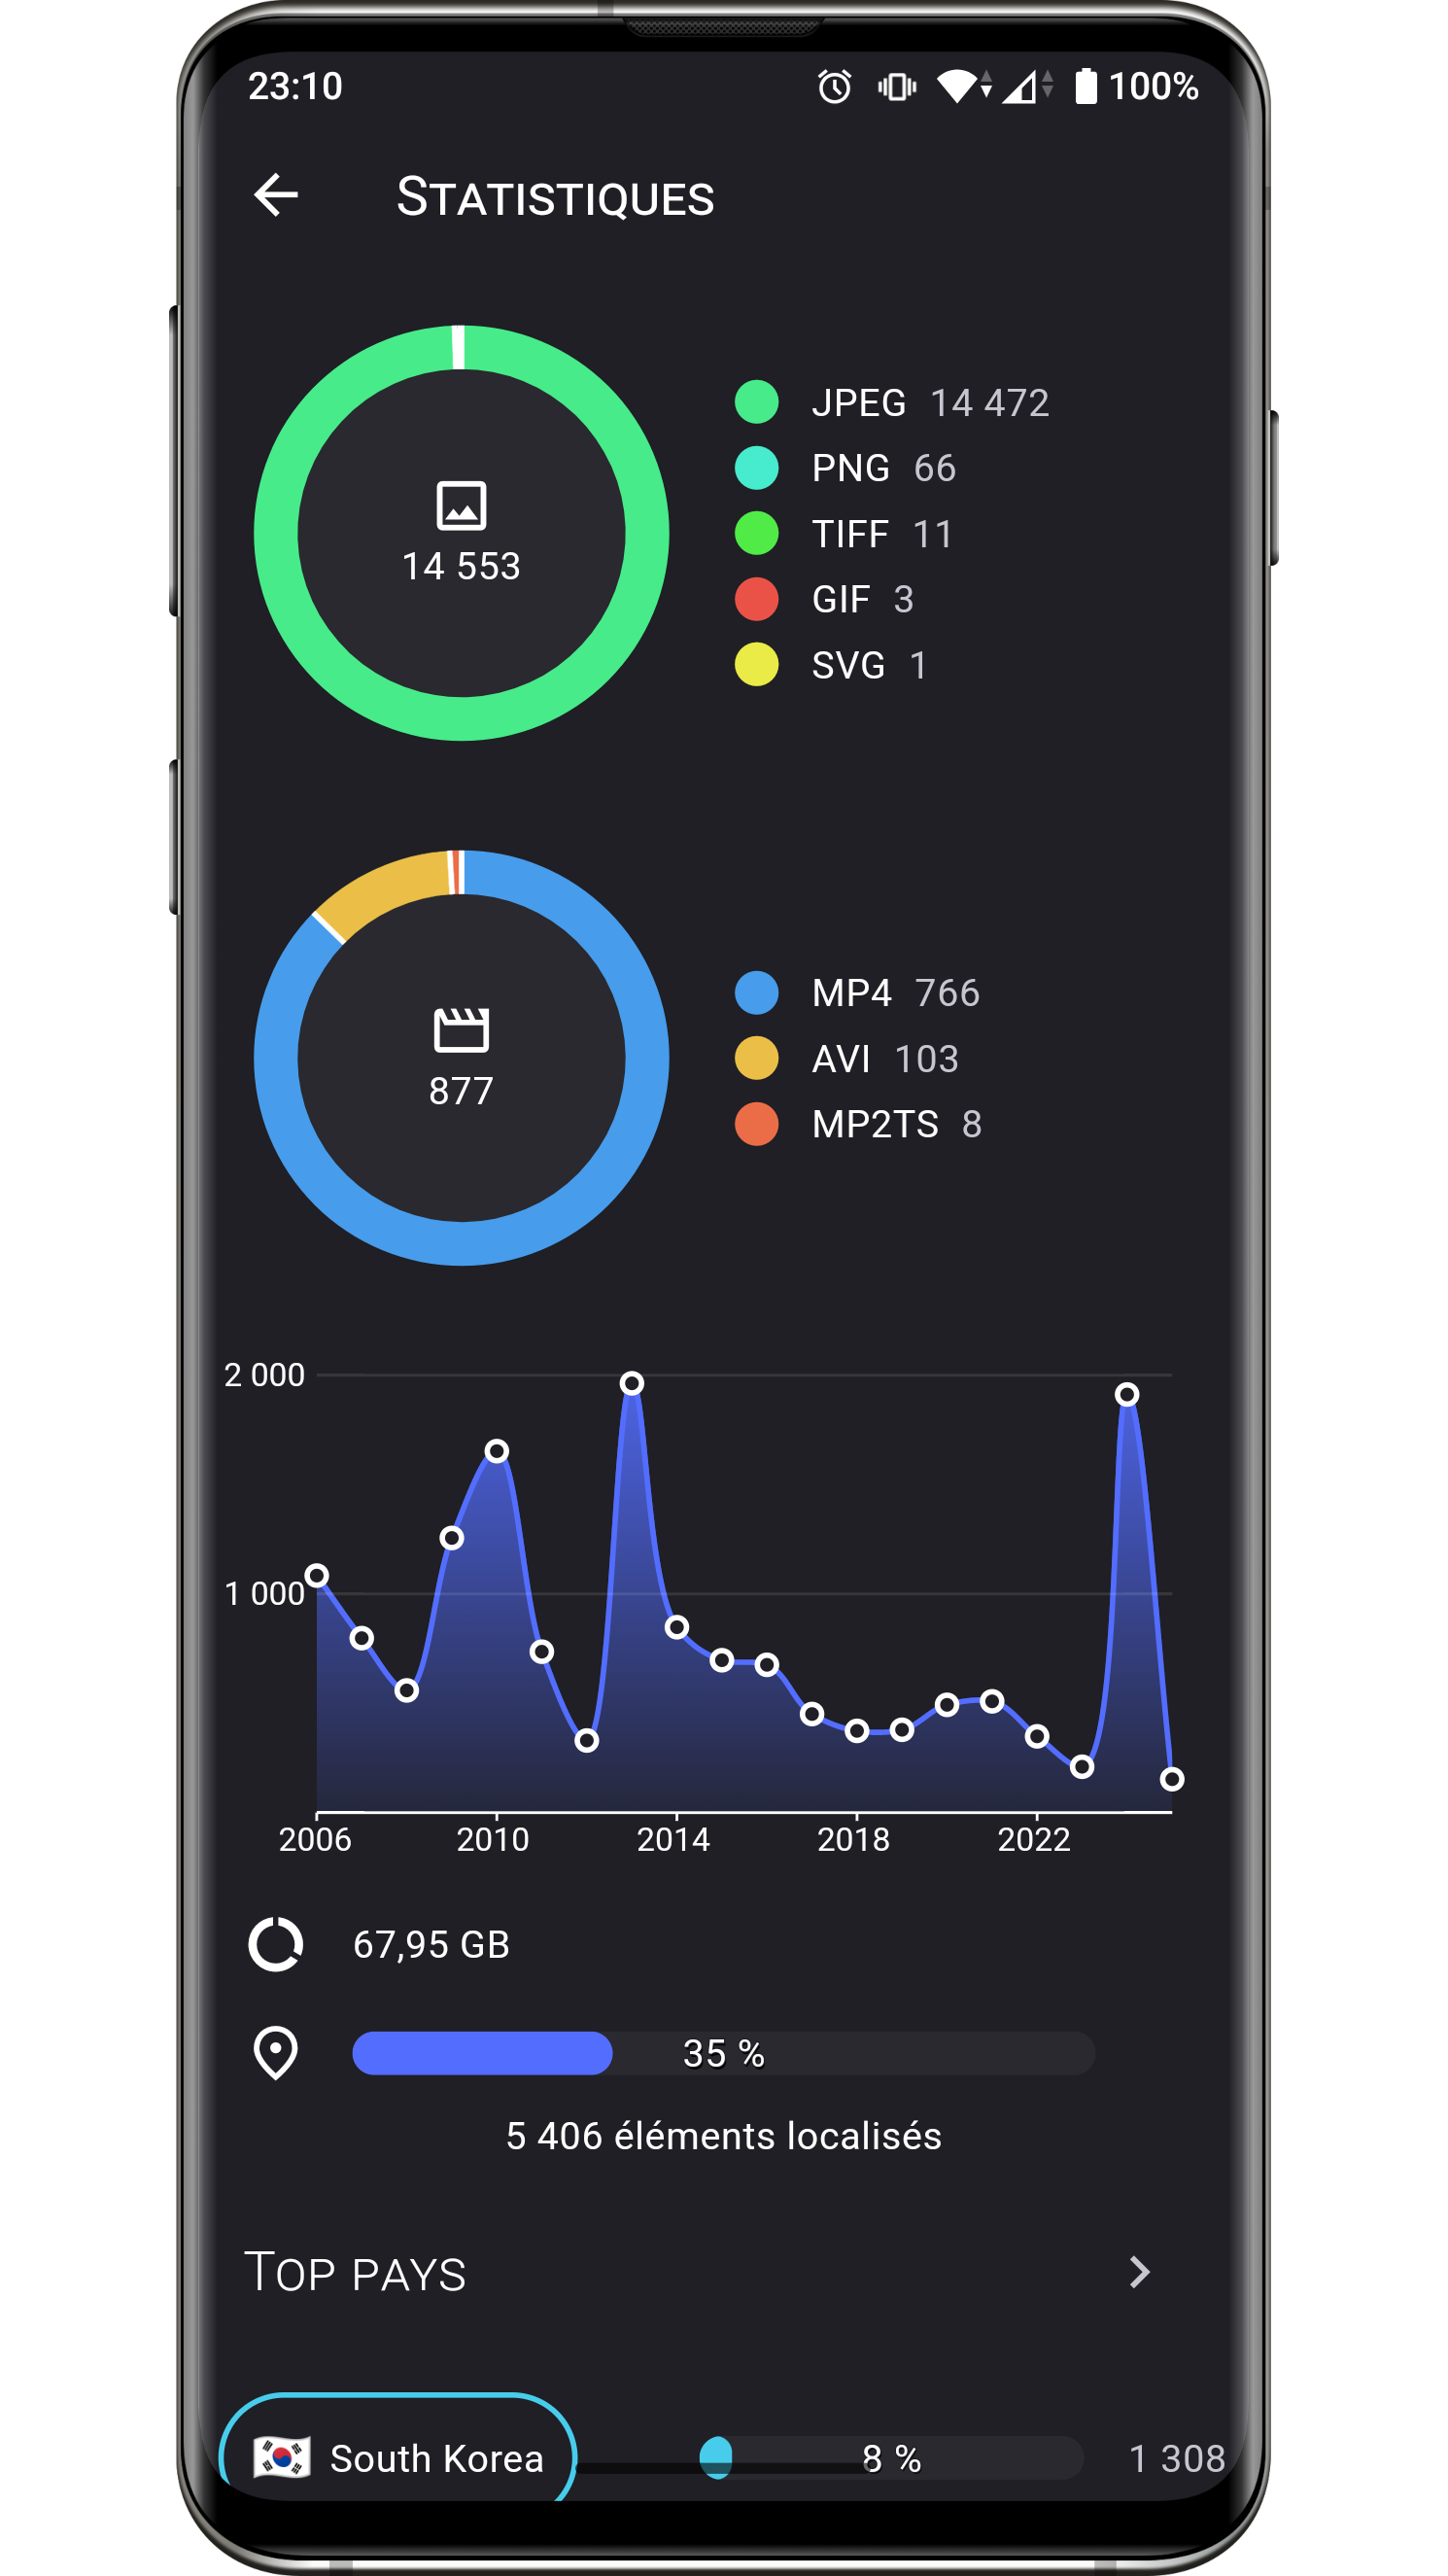 23:10 100%
STATISTIQUES
JPEG 14 472
PNG 66
TIFF 11
GIF 3
SVG 1
14 553
MP4 766
AVI 103
MP2TS 8
877
2 000
1 000
2006 2010 2014 2018 2022
67,95 GB
35 %
5 406 éléments localisés
TOP PAYS
South Korea 8 % 1 308